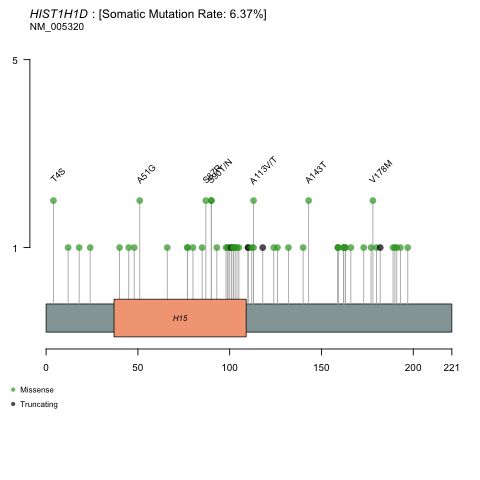 HIST1H1D : [Somatic Mutation Rate: 6.37%]
NM_005320
5
T4S
A51G
S90T/N
A113V/T
A143T
V178M
1
H15
0
50
100
150
200
221
Missense
Truncating